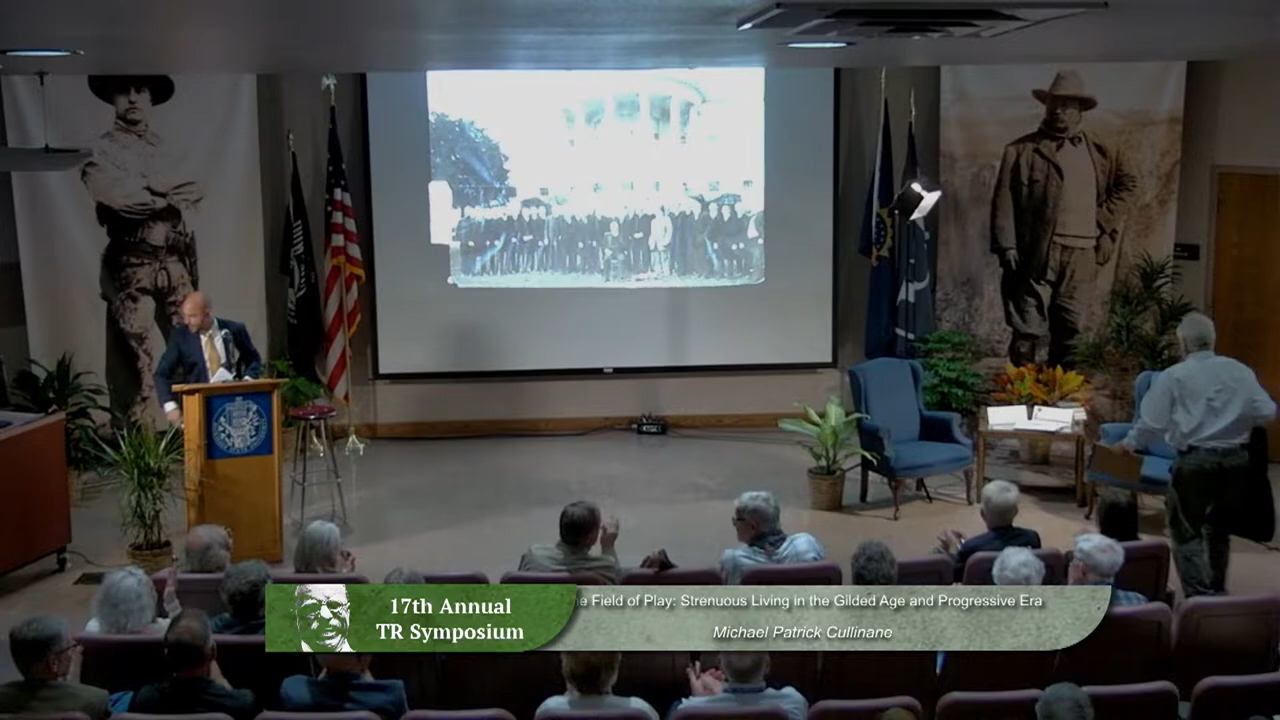 17th Annual
TR Symposium
e Field of Play: Strenuous Living in the Gilded Age and Progressive Era
Michael Patrick Cullinane